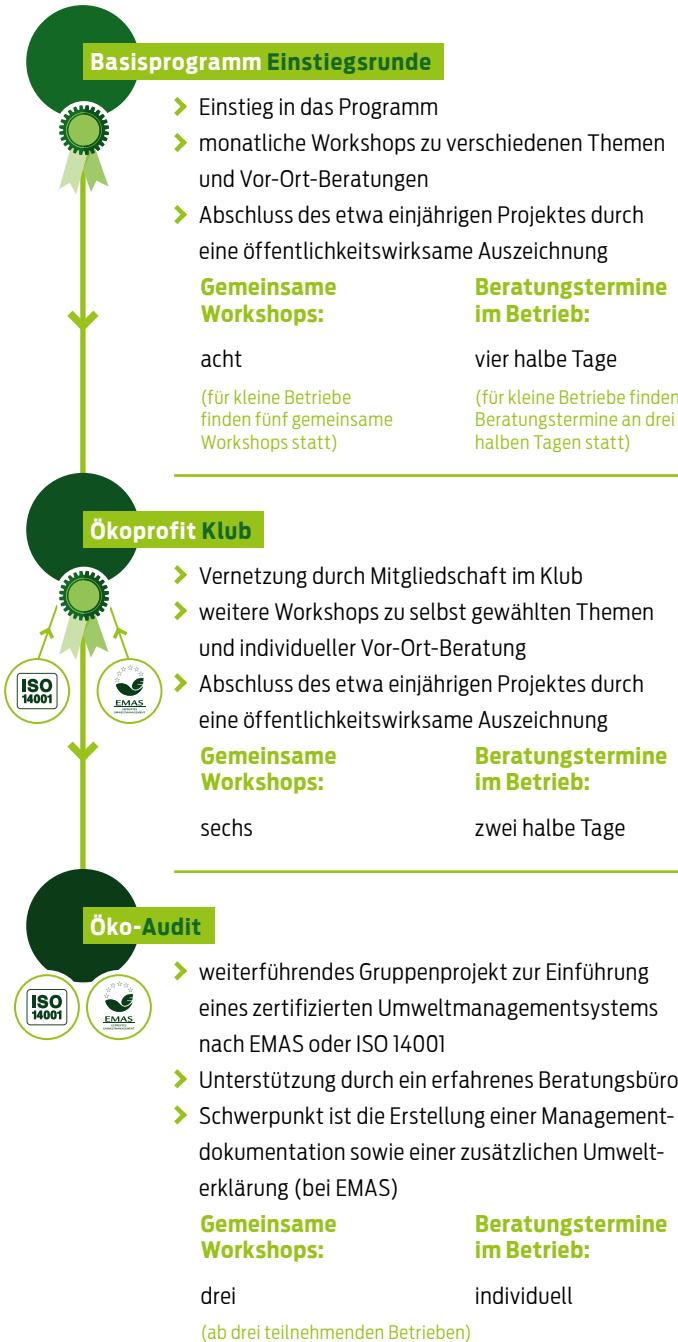 Basisprogramm Einstiegsrunde
Einstieg in das Programm
monatliche Workshops zu verschiedenen Themen
und Vor-Ort-Beratungen
Abschluss des etwa einjährigen Projektes durch
eine öffentlichkeitswirksame Auszeichnung
Gemeinsame
Workshops:
acht
(für kleine Betriebe
finden fünf gemeinsame
Workshops statt)
Beratungstermine
im Betrieb:
vier halbe Tage
(für kleine Betriebe finden
Beratungstermine an drei
halben Tagen statt)
Ökoprofit Klub
Vernetzung durch Mitgliedschaft im Klub
weitere Workshops zu selbst gewählten Themen
und individueller Vor-Ort-Beratung
Abschluss des etwa einjährigen Projektes durch
eine öffentlichkeitswirksame Auszeichnung
ISO
14001
EMAS
Gemeinsame
Workshops:
sechs
Beratungstermine
im Betrieb:
zwei halbe Tage
Öko-Audit
ISO
14001
EMAS
weiterführendes Gruppenprojekt zur Einführung
eines zertifizierten Umweltmanagementsystems
nach EMAS oder ISO 14001
Unterstützung durch ein erfahrenes Beratungsbüro
Schwerpunkt ist die Erstellung einer Management-
dokumentation sowie einer zusätzlichen Umwelt-
erklärung (bei EMAS)
Gemeinsame
Workshops:
drei
(ab drei teilnehmenden Betrieben)
Beratungstermine
im Betrieb:
individuell